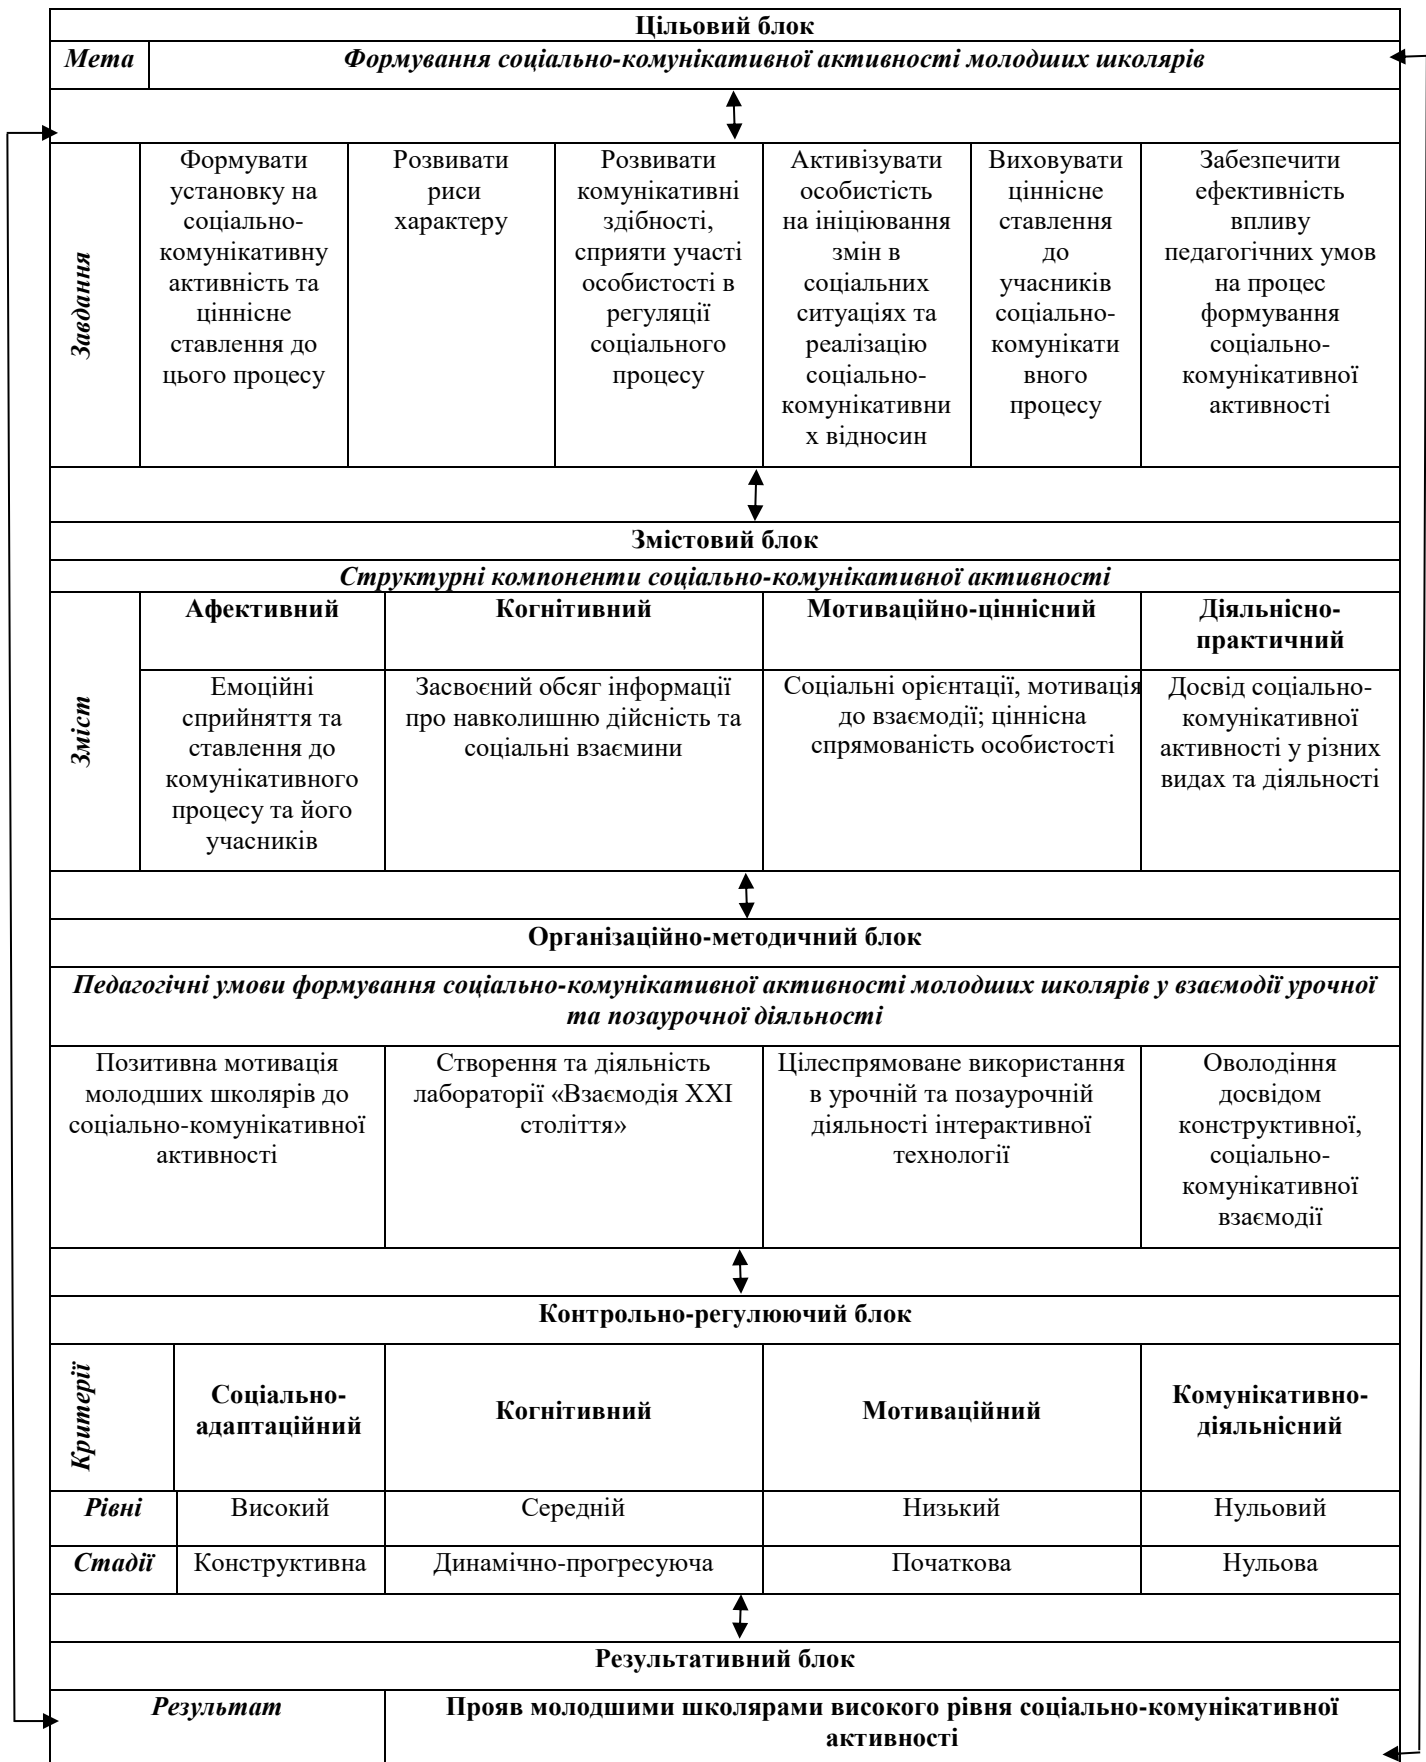 Цільовий блок
Мета
Формування соціально-комунікативної активності молодших школярів
Завдання
Формувати
установку на
соціально-
комунікативну
активність та
ціннісне
ставлення до
цього процесу
Розвивати
риси
характеру
Розвивати
комунікативні
здібності,
сприяти участі
особистості в
регуляції
соціального
процесу
Активізувати
особистість
на ініціювання
змін в
соціальних
ситуаціях та
реалізацію
соціально-
комунікативни
х відносин
Виховувати
ціннісне
ставлення
до
учасників
соціально-
комунікати
вного
процесу
Забезпечити
ефективність
впливу
педагогічних умов
на процес
формування
соціально-
комунікативної
активності
Змістовий блок
Структурні компоненти соціально-комунікативної активності
Зміст
Афективний
Когнітивний
Мотиваційно-ціннісний
Діяльнісно-
практичний
Емоційні
сприйняття та
ставлення до
комунікативного
процесу та його
учасників
Засвоєний обсяг інформації
про навколишню дійсність та
соціальні взаємини
Соціальні орієнтації, мотивація
до взаємодії; ціннісна
спрямованість особистості
Досвід соціально-
комунікативної
активності у різних
видах та діяльності
Організаційно-методичний блок
Педагогічні умови формування соціально-комунікативної активності молодших школярів у взаємодії урочної
та позаурочної діяльності
Позитивна мотивація
молодших школярів до
соціально-комунікативної
активності
Створення та діяльність
лабораторії «Взаємодія ХХІ
століття»
Цілеспрямоване використання
в урочній та позаурочній
діяльності інтерактивної
технології
Оволодіння
досвідом
конструктивної,
соціально-
комунікативної
взаємодії
Контрольно-регулюючий блок
Критерії
Соціально-
адаптаційний
Когнітивний
Мотиваційний
Комунікативно-
діяльнісний
Рівні
Високий
Середній
Низький
Нульовий
Стадії
Конструктивна
Динамічно-прогресуюча
Початкова
Нульова
Результативний блок
Результат
Прояв молодшими школярами високого рівня соціально-комунікативної
активності